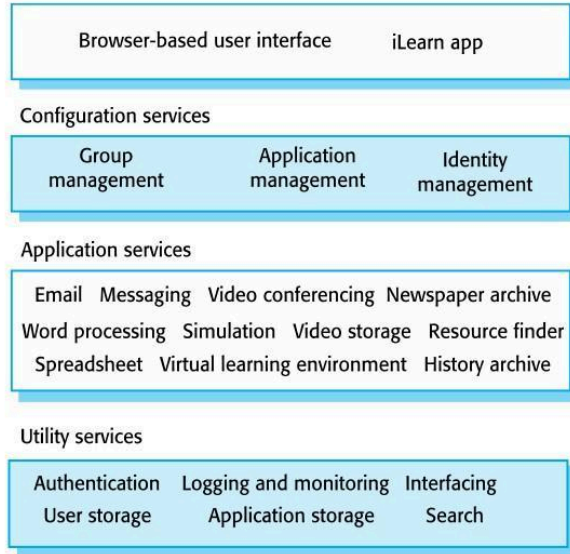 Browser-based user interface iLearn app
Configuration services
Group management Application management Identity management
Application services
Email Messaging Video conferencing Newspaper archive
Word processing Simulation Video storage Resource finder
Spreadsheet Virtual learning environment History archive
Utility services
Authentication Logging and monitoring Interfacing
User storage Application storage Search